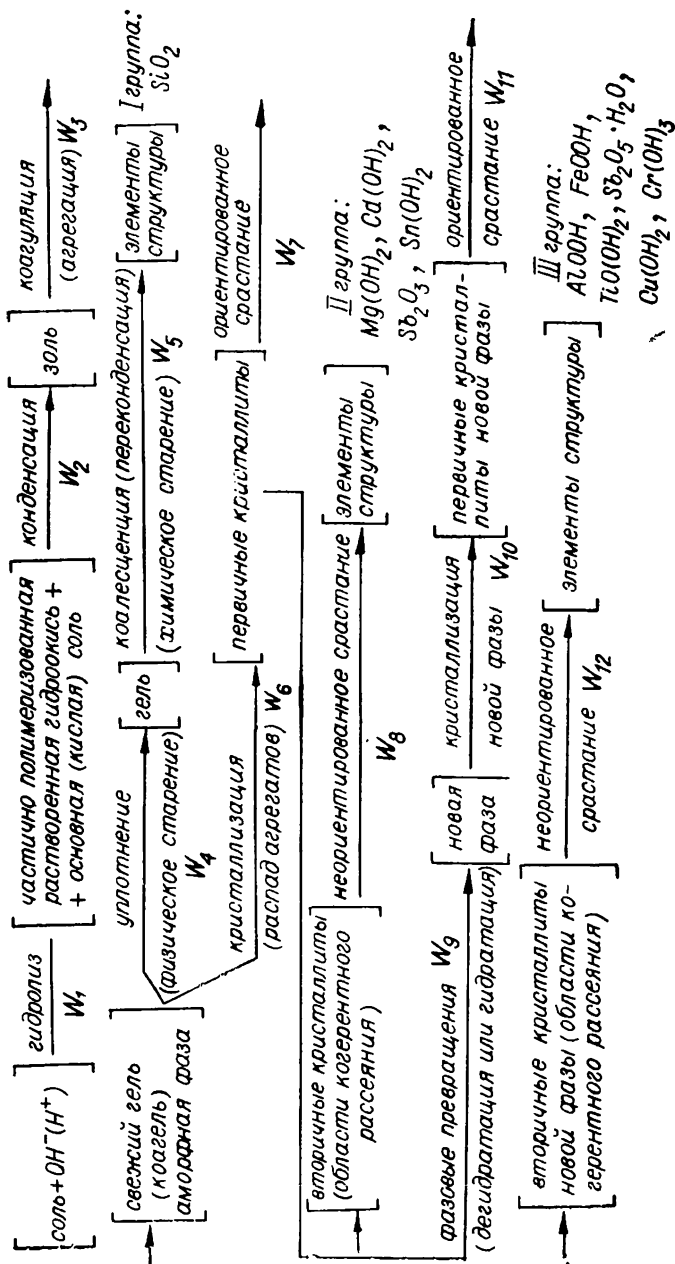 [соль+OH⁻(H⁺)]
гидролиз
W₁
частично полимеризованная
растворенная гидроокись +
+ основная (кислая) соль
конденсация
W₂
[золь]
коагуляция
(агрегация) W₃
свежий гель
(коагель)
аморфная фаза
уплотнение
(физическое старение)
W₄
[гель]
коалесценция (переконденсация)
(химическое старение) W₅
[элементы
структуры]
I группа:
SiO₂
кристаллизация
(распад агрегатов) W₆
[первичные кристаллиты]
ориентированное
срастание
W₇
вторичные кристаллиты
(области когерентного
рассеяния)
неориентированное срастание
W₈
[элементы
структуры]
II группа:
Mg(OH)₂, Cd(OH)₂,
Sb₂O₃, Sn(OH)₂
фазовые превращения W₉
(дегидратация или гидратация)
[новая
фаза]
кристаллизация
новой фазы W₁₀
первичные кристал-
литы новой фазы
ориентированное
срастание W₁₁
вторичные кристаллиты
новой фазы (области ко-
герентного рассеяния)
неориентированное
срастание W₁₂
[элементы структуры]
III группа:
AlOOH, FeOOH,
TiO(OH)₂, Sb₂O₅·H₂O,
Cu(OH)₂, Cr(OH)₃